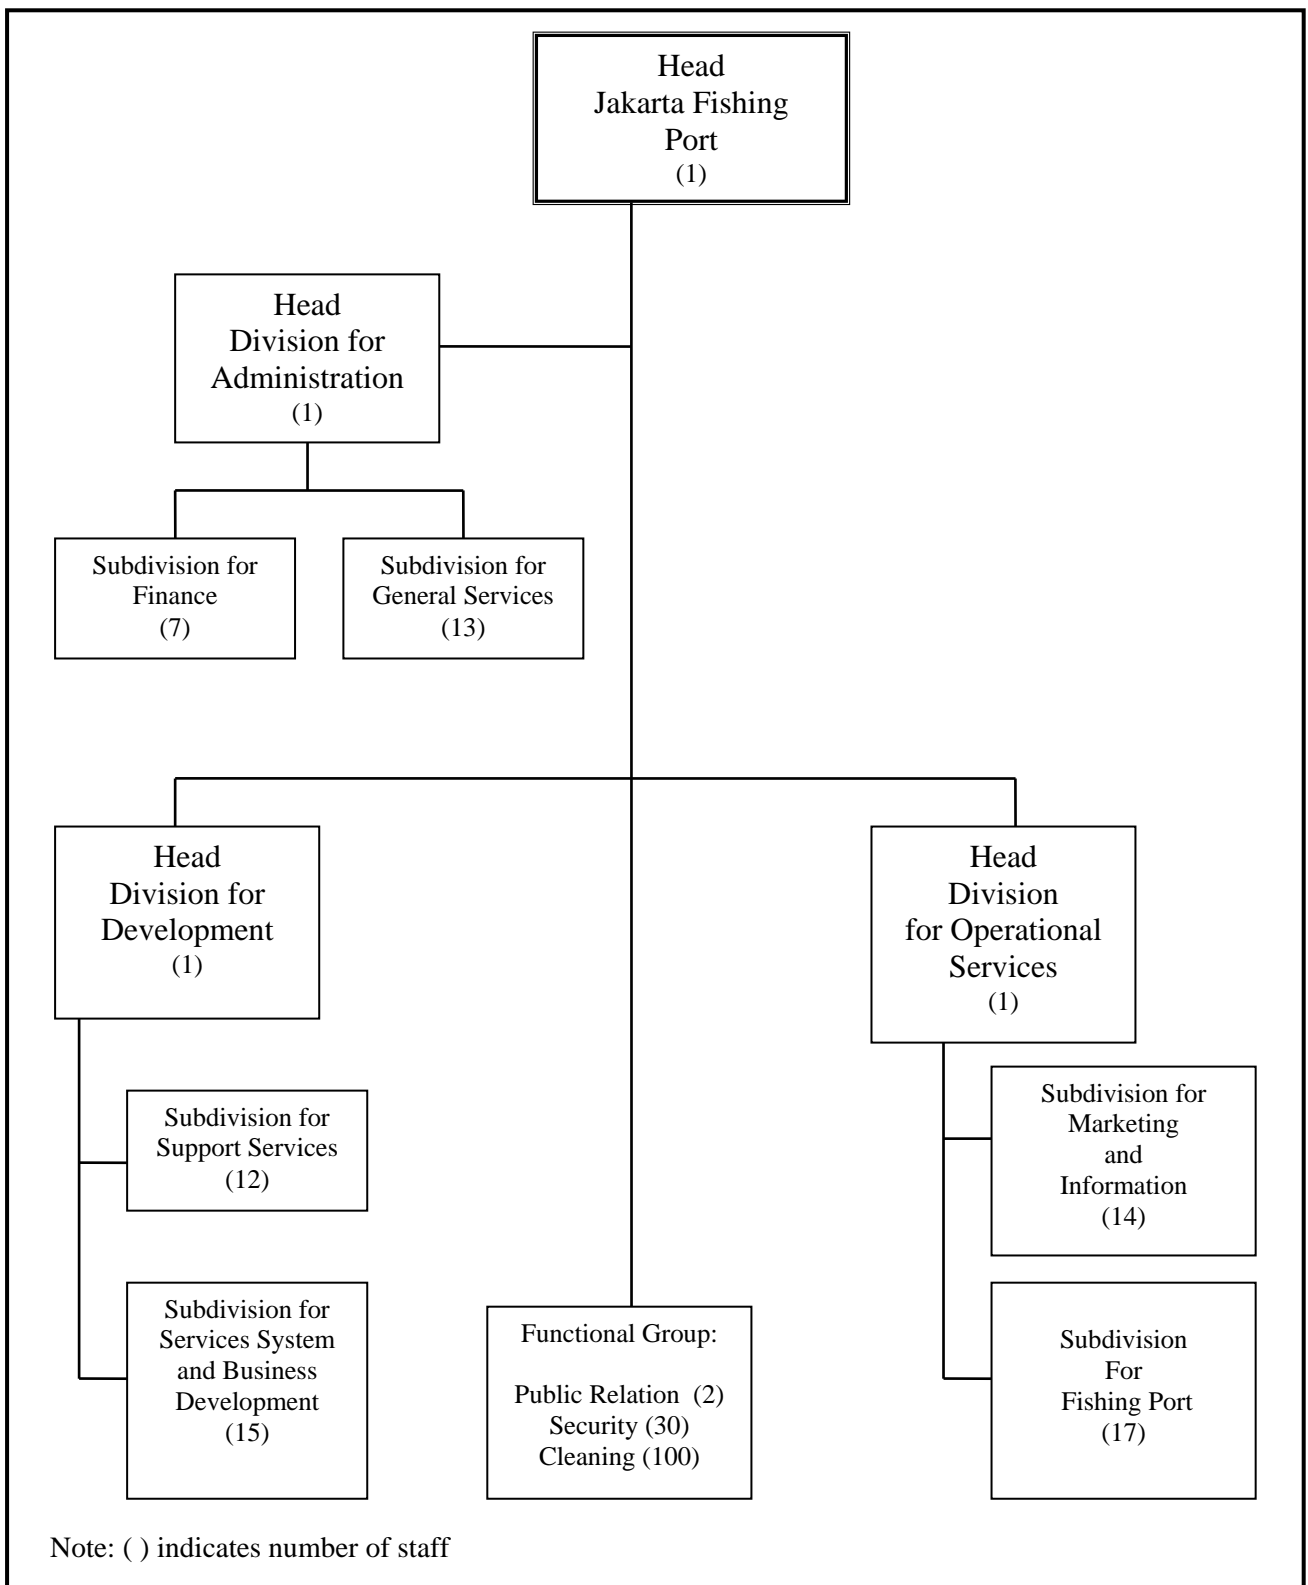 Head
Jakarta Fishing
Port
(1)
Head
Division for
Administration
(1)
Subdivision for
Finance
(7)
Subdivision for
General Services
(13)
Head
Division for
Development
(1)
Head
Division
for Operational
Services
(1)
Subdivision for
Support Services
(12)
Subdivision for
Marketing
and
Information
(14)
Subdivision for
Services System
and Business
Development
(15)
Functional Group:
Public Relation (2)
Security (30)
Cleaning (100)
Subdivision
For
Fishing Port
(17)
Note: ( ) indicates number of staff